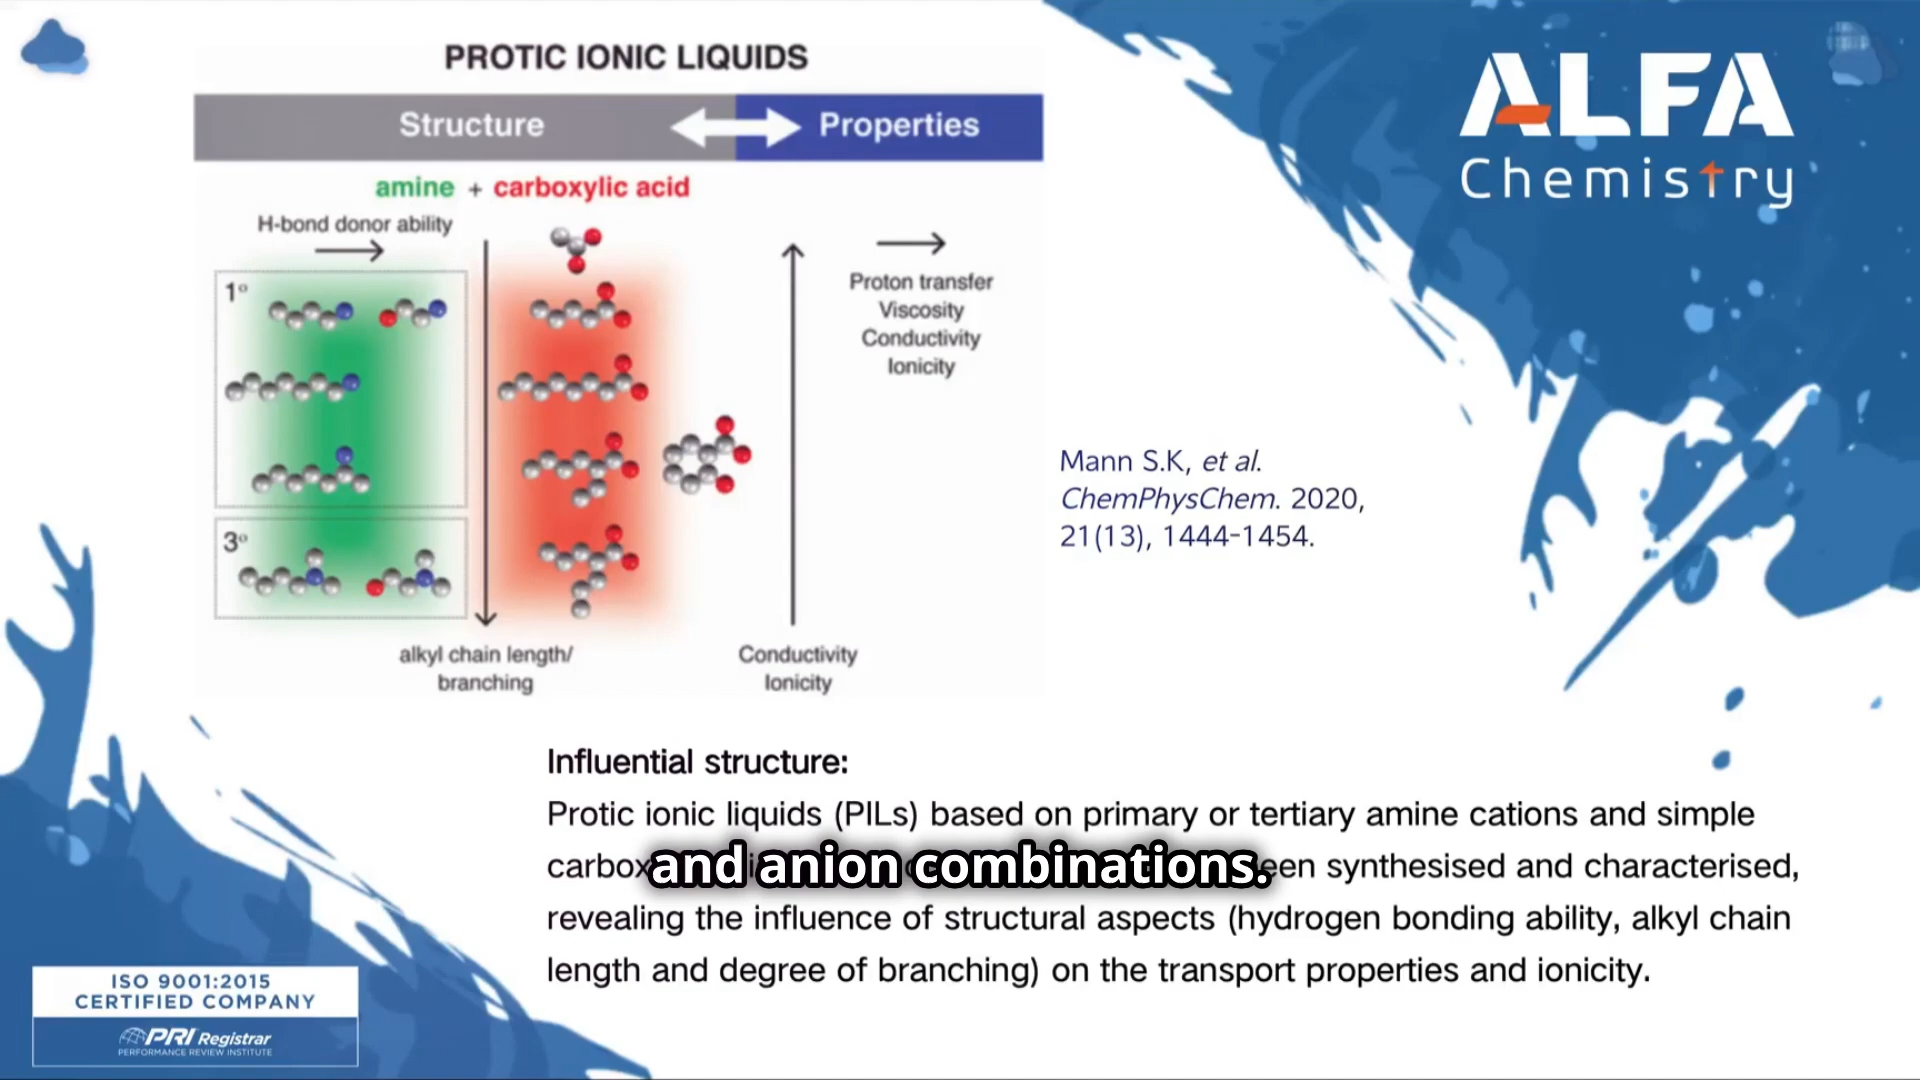 PROTIC IONIC LIQUIDS
Structure
Properties
amine + carboxylic acid
H-bond donor ability
1°
3°
alkyl chain length/
branching
Proton transfer
Viscosity
Conductivity
Ionicity
Conductivity
Ionicity
ALFA
Chemistry
Mann S.K, et al.
ChemPhysChem. 2020,
21(13), 1444-1454.
Influential structure:
Protic ionic liquids (PILs) based on primary or tertiary amine cations and simple
synthesised and characterised,
and anion combinations.
revealing the influence of structural aspects (hydrogen bonding ability, alkyl chain
length and degree of branching) on the transport properties and ionicity.
ISO 9001:2015
CERTIFIED COMPANY
PRI Registrar
PERFORMANCE REVIEW INSTITUTE